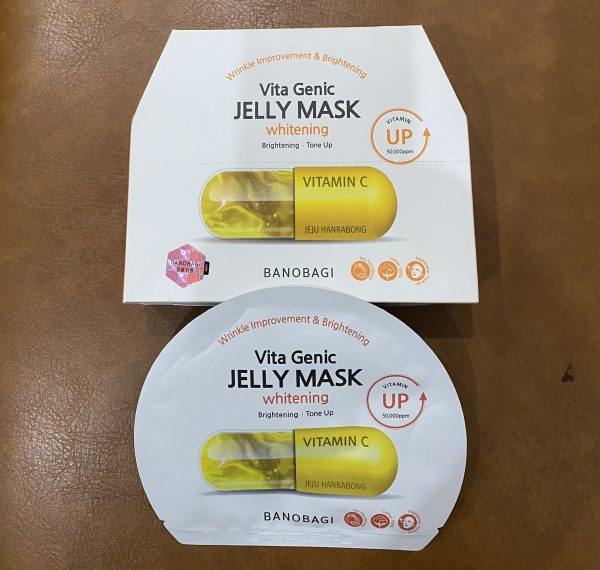 Wrinkle Improvement & Brightening
Vita Genic
JELLY MASK
whitening
Brightening · Tone Up
VITAMIN
UP
50,000ppm
VITAMIN C
JEJU HANRABONG
BANOBAGI
BANOBAGI
Wrinkle Improvement & Brightening
Vita Genic
JELLY MASK
whitening
Brightening · Tone Up
VITAMIN
UP
50,000ppm
VITAMIN C
JEJU HANRABONG
BANOBAGI